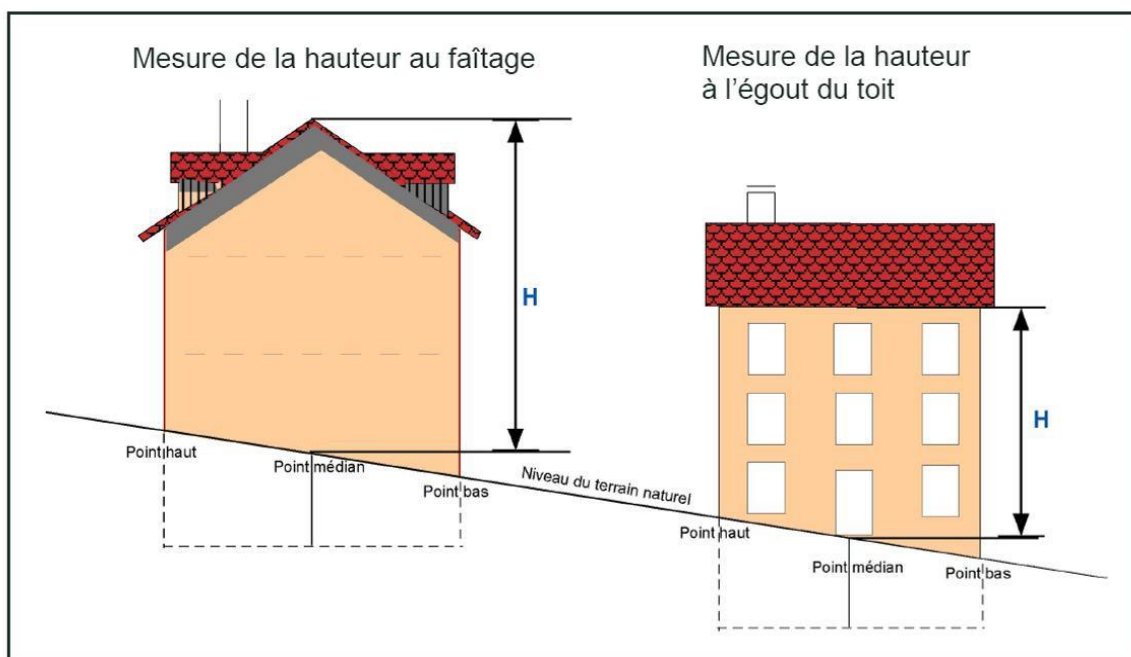 Mesure de la hauteur au faîtage
Mesure de la hauteur
à l'égout du toit
H
H
Point haut
Point médian
Point bas
Niveau du terrain naturel
Point haut
Point médian
Point bas